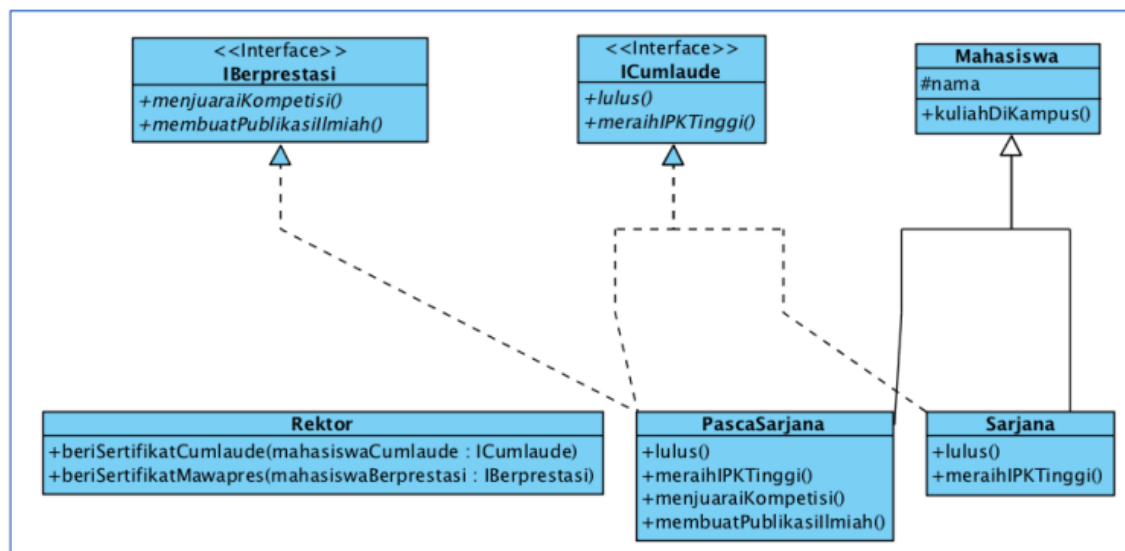 <<Interface>>
IBerprestasi
+menjuaraiKompetisi()
+membuatPublikasiIlmiah()
<<Interface>>
ICumlaude
+lulus()
+meraihIPKTinggi()
Mahasiswa
#nama
+kuliahDiKampus()
Rektor
+beriSertifikatCumlaude(mahasiswaCumlaude : ICumlaude)
+beriSertifikatMawapres(mahasiswaBerprestasi : IBerprestasi)
PascaSarjana
+lulus()
+meraihIPKTinggi()
+menjuaraiKompetisi()
+membuatPublikasiIlmiah()
Sarjana
+lulus()
+meraihIPKTinggi()